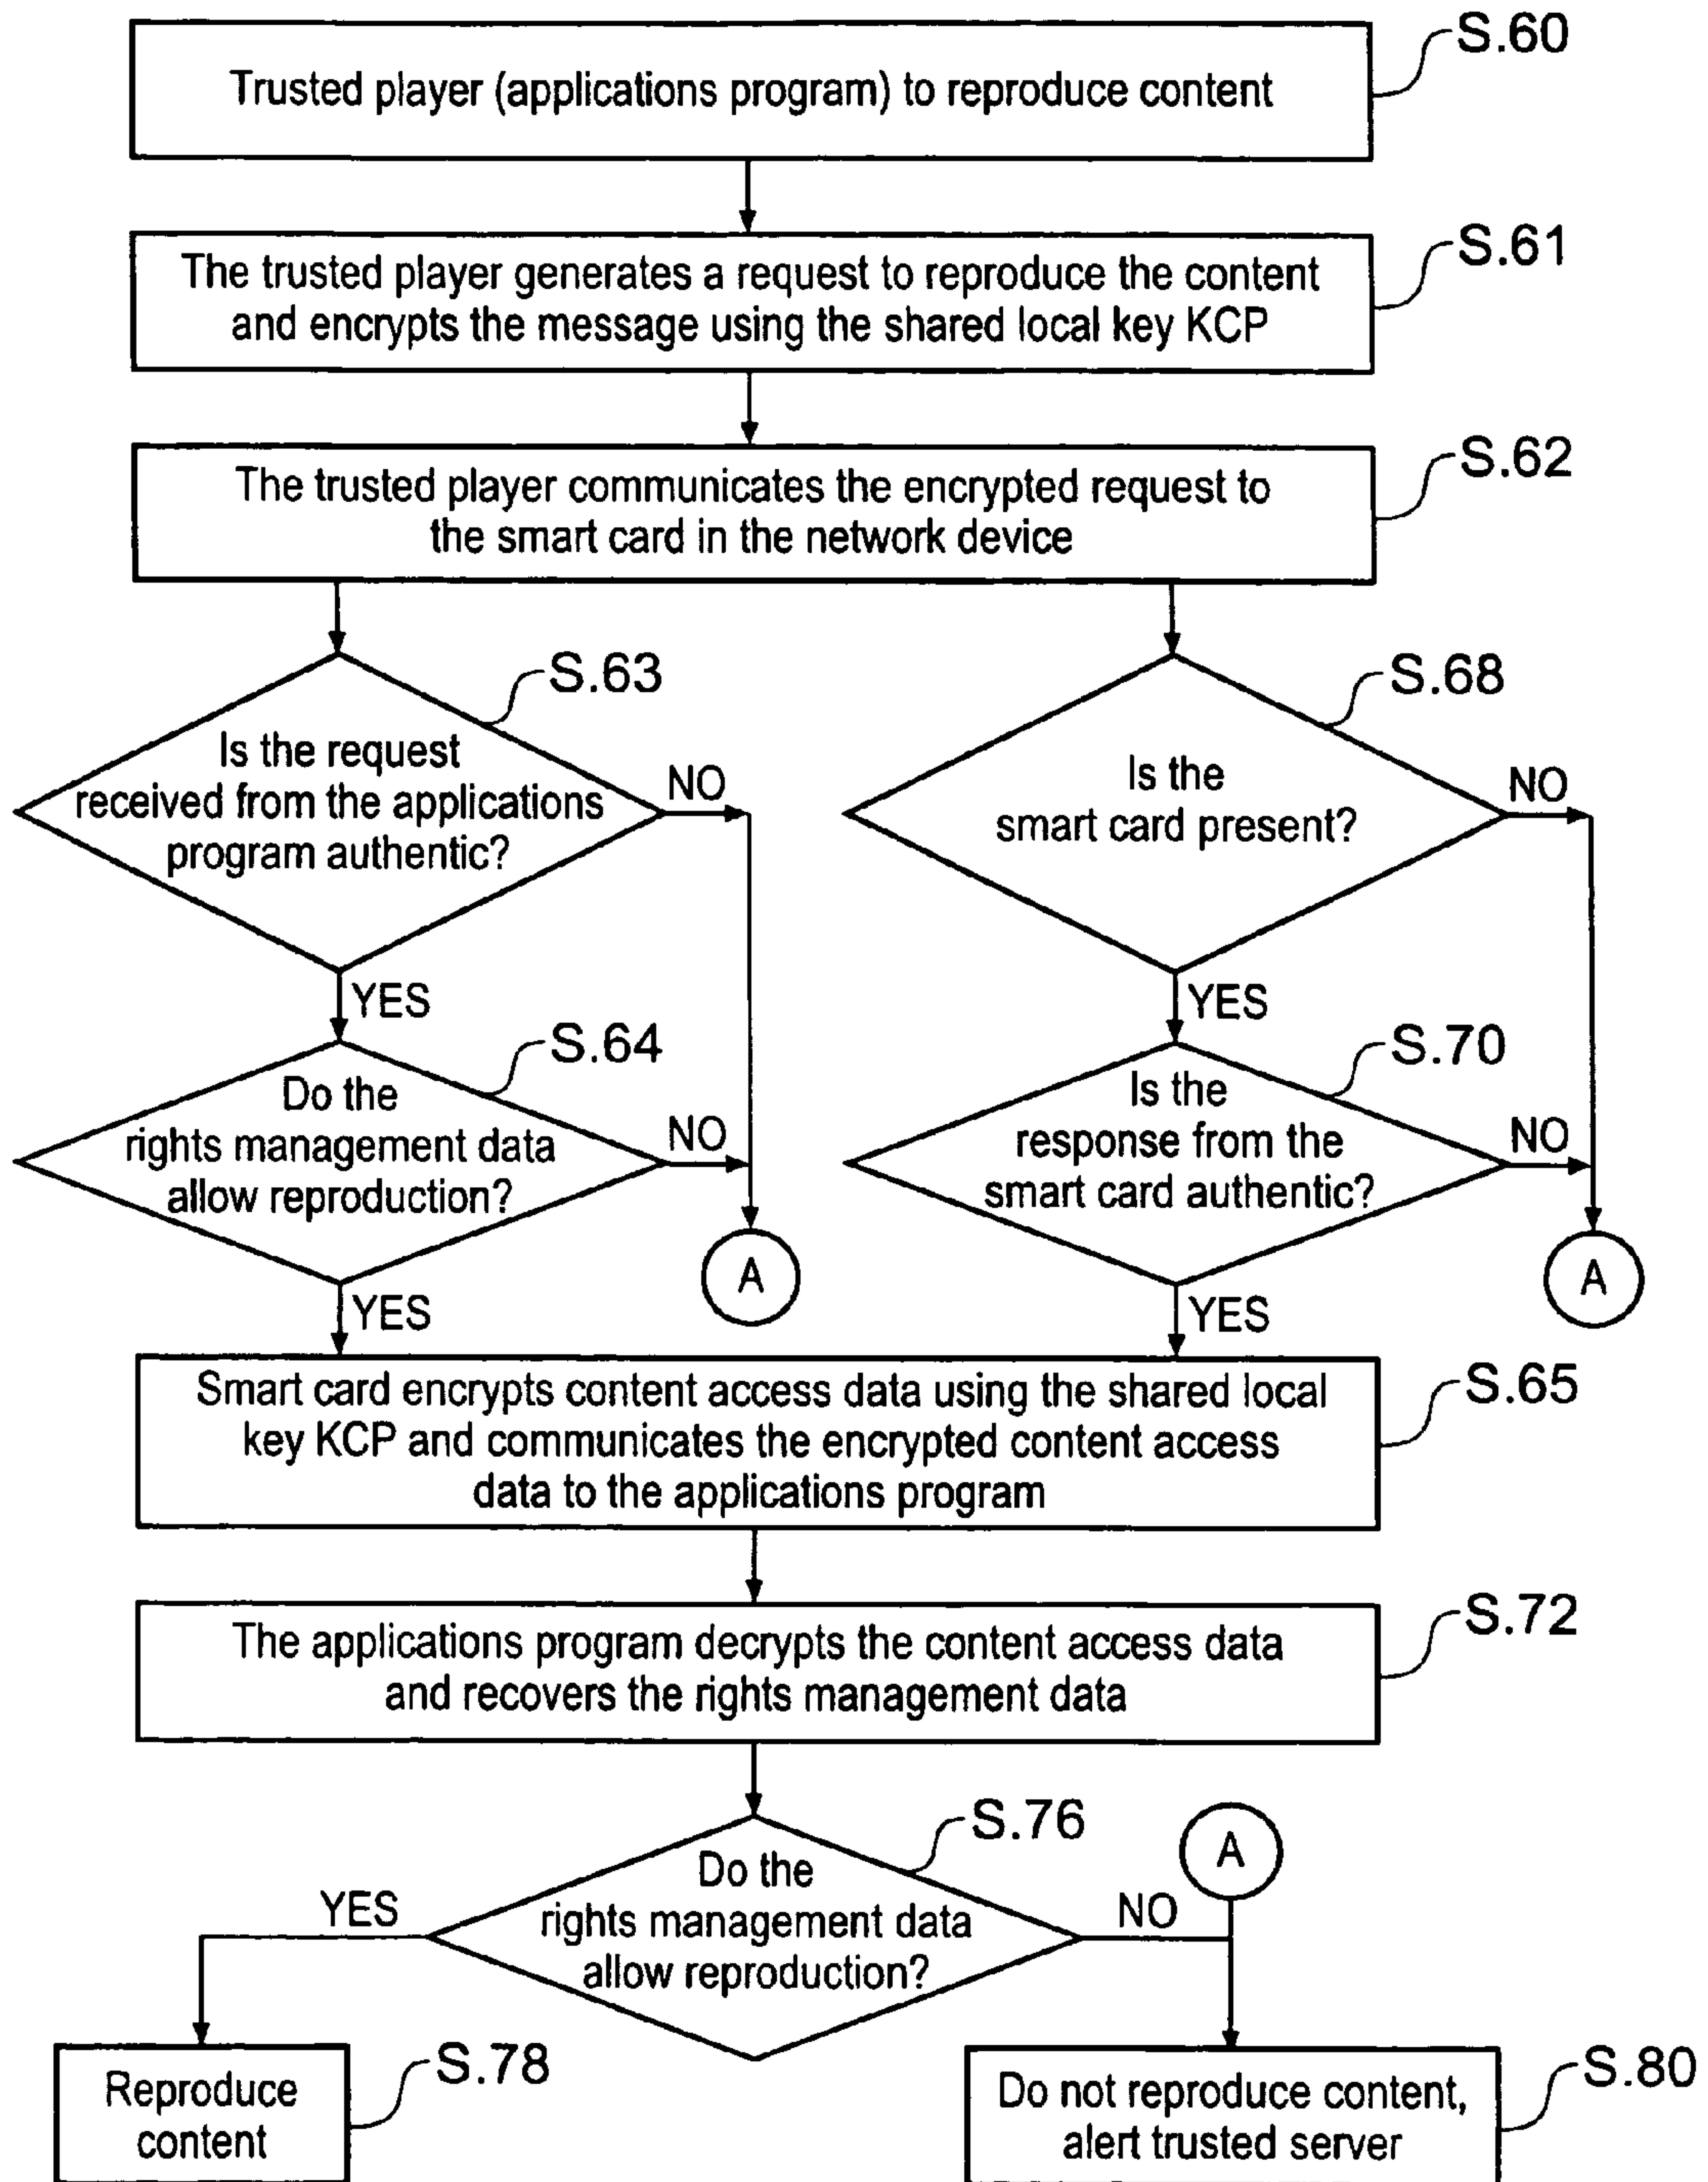 S.60
Trusted player (applications program) to reproduce content
S.61
The trusted player generates a request to reproduce the content
and encrypts the message using the shared local key KCP
S.62
The trusted player communicates the encrypted request to
the smart card in the network device
S.63
Is the request
received from the applications
program authentic?
NO
YES
S.68
Is the
smart card present?
NO
YES
S.64
Do the
rights management data
allow reproduction?
NO
YES
A
S.70
Is the
response from the
smart card authentic?
NO
YES
A
S.65
Smart card encrypts content access data using the shared local
key KCP and communicates the encrypted content access
data to the applications program
S.72
The applications program decrypts the content access data
and recovers the rights management data
S.76
Do the
rights management data
allow reproduction?
YES
NO
A
S.78
Reproduce
content
S.80
Do not reproduce content,
alert trusted server